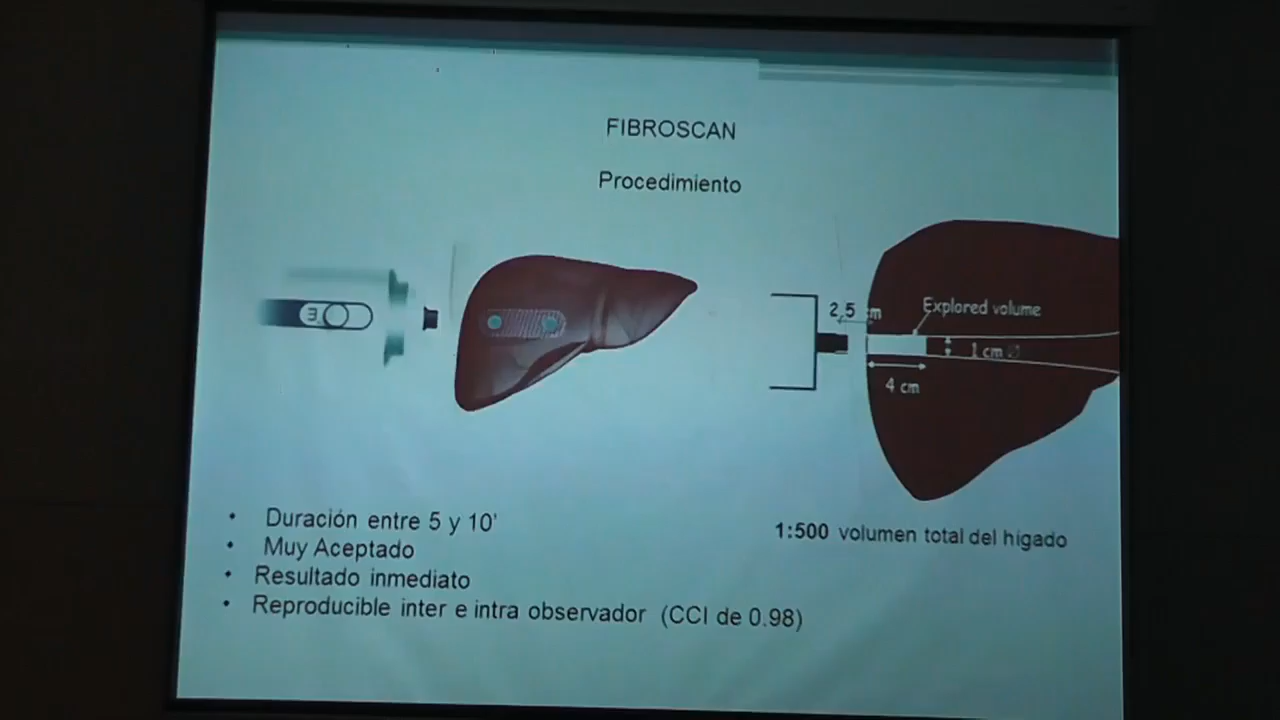 FIBROSCAN
Procedimiento
2,5 cm
Explored volume
1 cm Ø
4 cm
• Duración entre 5 y 10'
• Muy Aceptado
• Resultado inmediato
• Reproducible inter e intra observador (CCI de 0.98)
1:500 volumen total del higado